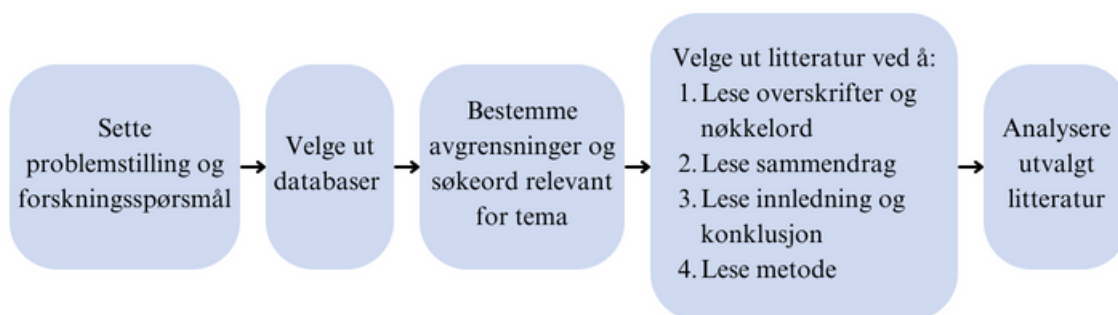 Sette
problemstilling og
forskningsspørsmål
Velge ut
databaser
Bestemme
avgrensninger og
søkeord relevant
for tema
Velge ut litteratur ved å:
1. Lese overskrifter og
nøkkelord
2. Lese sammendrag
3. Lese innledning og
konklusjon
4. Lese metode
Analysere
utvalgt
litteratur